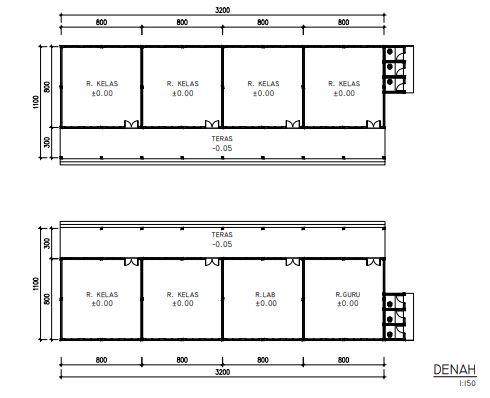 3200
800 800 800 800
1100
800
300
R. KELAS R. KELAS R. KELAS R. KELAS
±0.00 ±0.00 ±0.00 ±0.00
TERAS
-0.05
TERAS
-0.05
300
1100
800
R. KELAS R. KELAS R.LAB R.GURU
±0.00 ±0.00 ±0.00 ±0.00
800 800 800 800
3200
DENAH
1:150